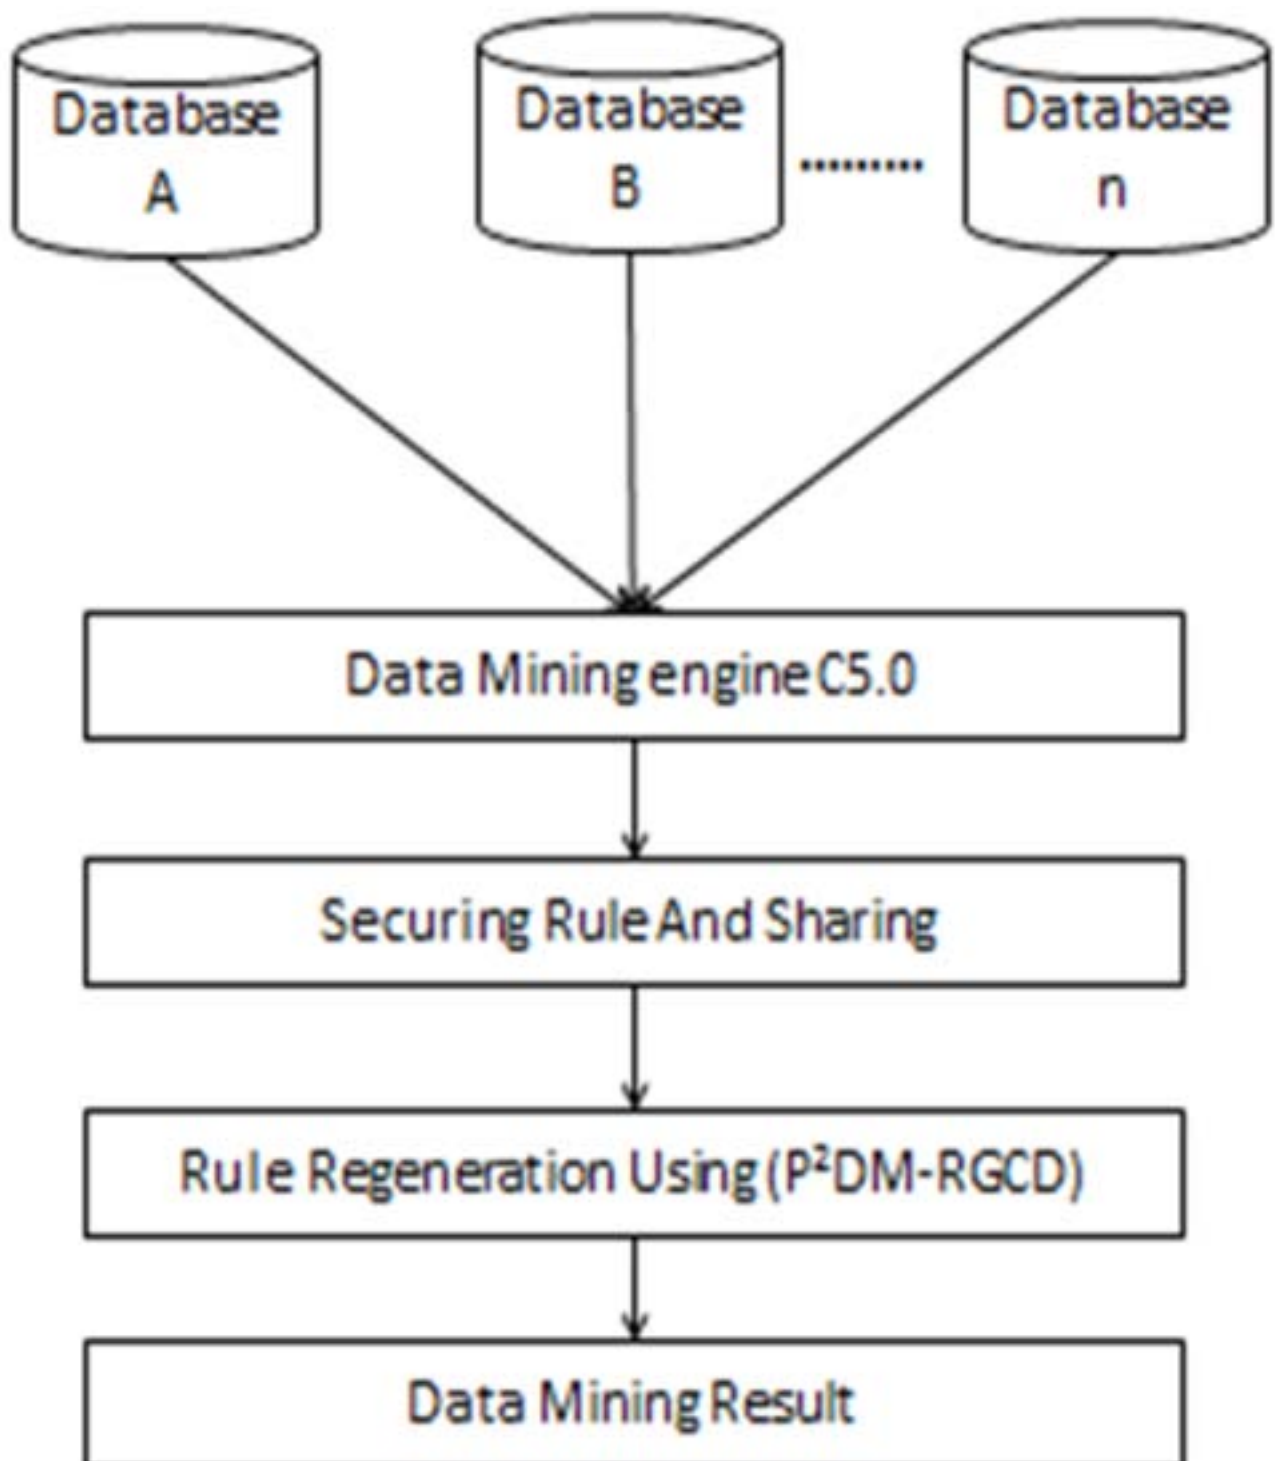 Database
A
Database
B
.........
Database
n
Data Mining engine C5.0
Securing Rule And Sharing
Rule Regeneration Using (P²DM-RGCD)
Data Mining Result